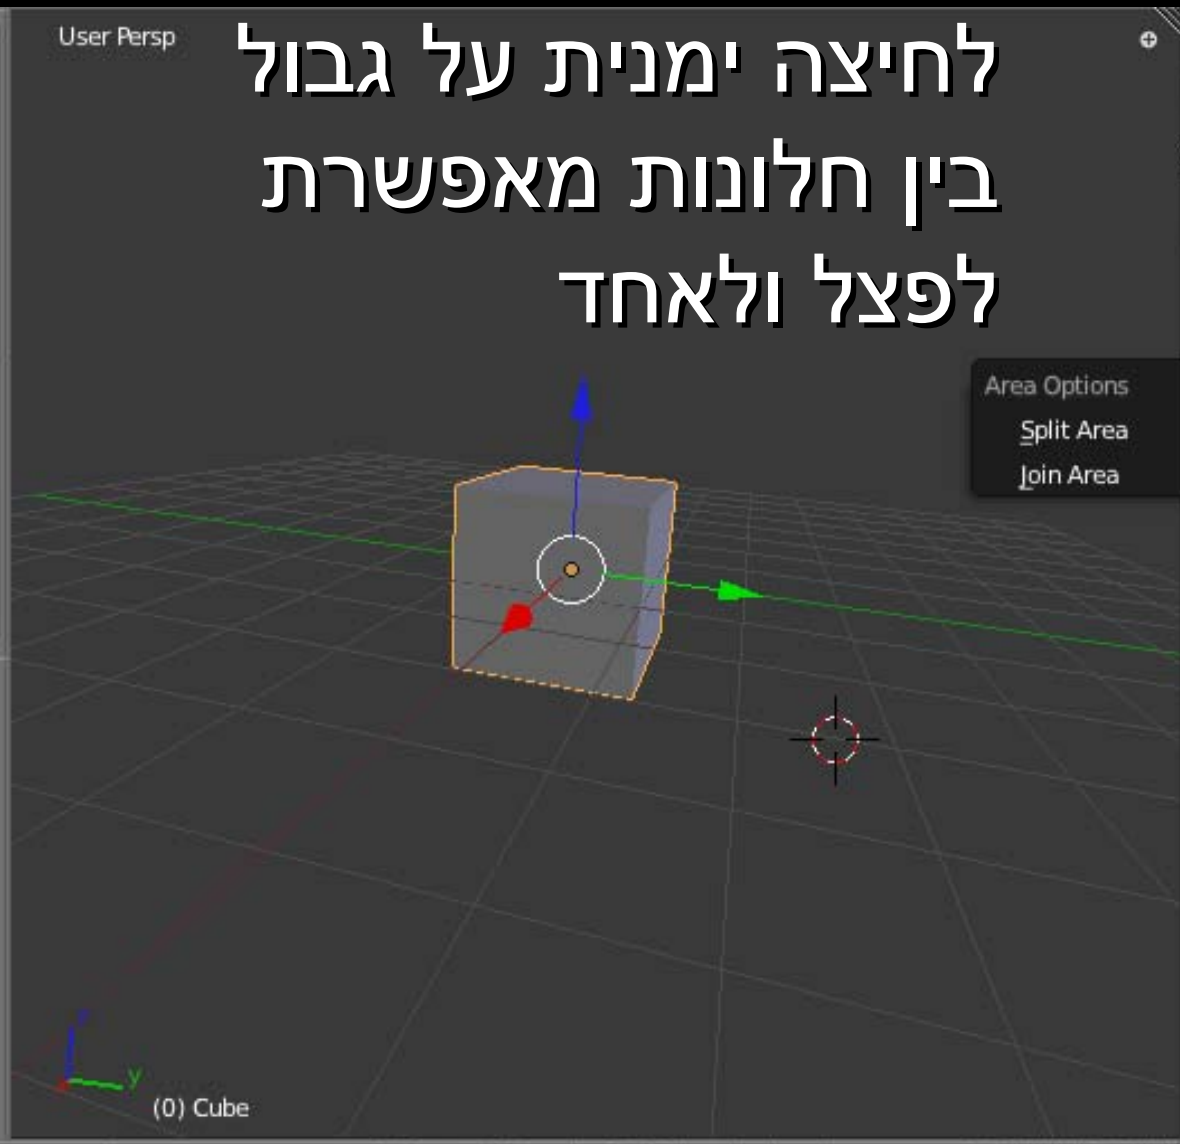 User Persp
לחיצה ימנית על גבול
בין חלונות מאפשרת
לפצל ולאחד
Area Options
Split Area
Join Area
z
y
(0) Cube